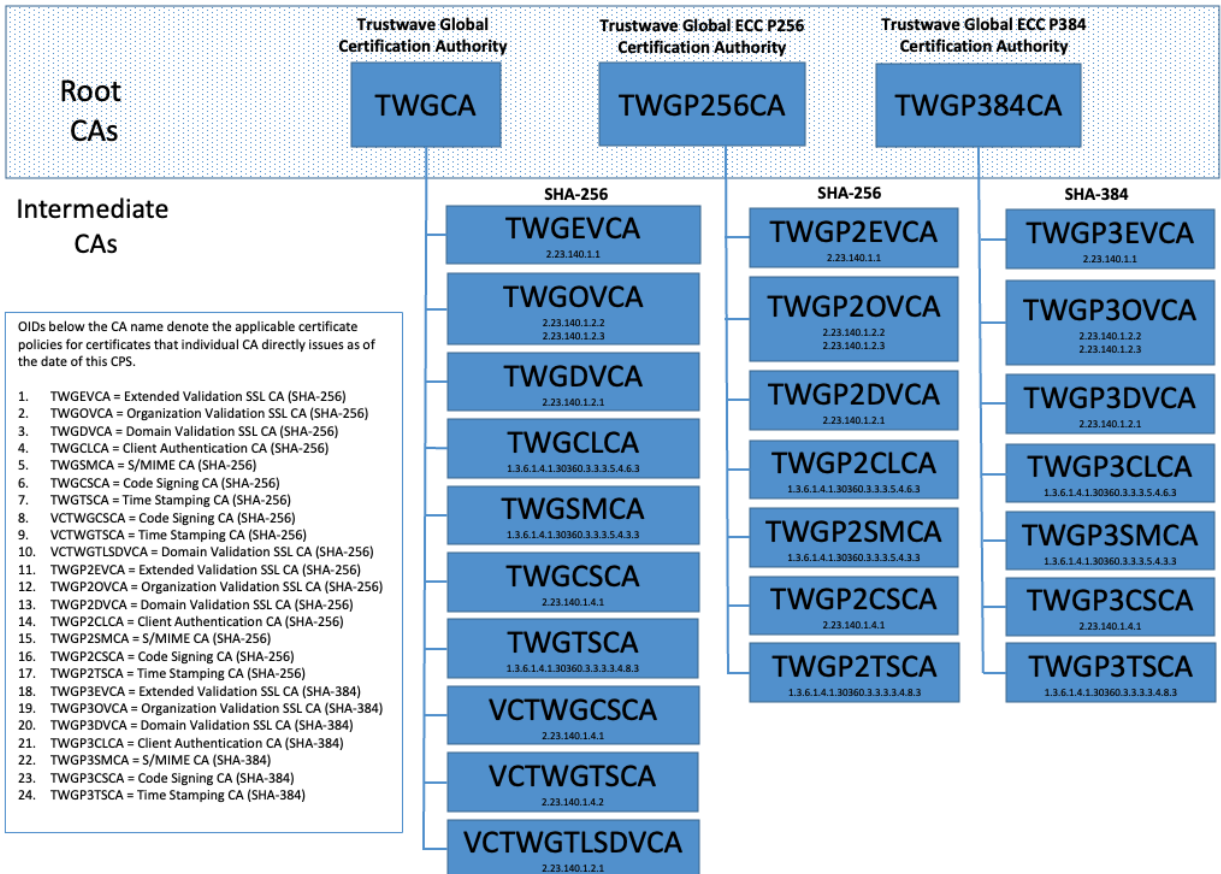 Trustwave Global
Certification Authority
Trustwave Global ECC P256
Certification Authority
Trustwave Global ECC P384
Certification Authority
Root
CAs
TWGCA
TWGP256CA
TWGP384CA
Intermediate
CAs
SHA-256
TWGEVCA
2.23.140.1.1
TWGOVCA
2.23.140.1.2.2
2.23.140.1.2.3
TWGDVCA
2.23.140.1.2.1
TWGCLCA
1.3.6.1.4.1.30360.3.3.3.5.4.6.3
TWGSMCA
1.3.6.1.4.1.30360.3.3.3.5.4.3.3
TWGCSCA
2.23.140.1.4.1
TWGTSCA
1.3.6.1.4.1.30360.3.3.3.3.4.8.3
VCTWGCSCA
2.23.140.1.4.1
VCTWGTSCA
2.23.140.1.4.2
VCTWGTLSDVCA
2.23.140.1.2.1
SHA-256
TWGP2EVCA
2.23.140.1.1
TWGP2OVCA
2.23.140.1.2.2
2.23.140.1.2.3
TWGP2DVCA
2.23.140.1.2.1
TWGP2CLCA
1.3.6.1.4.1.30360.3.3.3.5.4.6.3
TWGP2SMCA
1.3.6.1.4.1.30360.3.3.3.5.4.3.3
TWGP2CSCA
2.23.140.1.4.1
TWGP2TSCA
1.3.6.1.4.1.30360.3.3.3.3.4.8.3
SHA-384
TWGP3EVCA
2.23.140.1.1
TWGP3OVCA
2.23.140.1.2.2
2.23.140.1.2.3
TWGP3DVCA
2.23.140.1.2.1
TWGP3CLCA
1.3.6.1.4.1.30360.3.3.3.5.4.6.3
TWGP3SMCA
1.3.6.1.4.1.30360.3.3.3.5.4.3.3
TWGP3CSCA
2.23.140.1.4.1
TWGP3TSCA
1.3.6.1.4.1.30360.3.3.3.3.4.8.3
OIDs below the CA name denote the applicable certificate
policies for certificates that individual CA directly issues as of
the date of this CPS.
1. TWGEVCA = Extended Validation SSL CA (SHA-256)
2. TWGOVCA = Organization Validation SSL CA (SHA-256)
3. TWGDVCA = Domain Validation SSL CA (SHA-256)
4. TWGCLCA = Client Authentication CA (SHA-256)
5. TWGSMCA = S/MIME CA (SHA-256)
6. TWGCSCA = Code Signing CA (SHA-256)
7. TWGTSCA = Time Stamping CA (SHA-256)
8. VCTWGCSCA = Code Signing CA (SHA-256)
9. VCTWGTSCA = Time Stamping CA (SHA-256)
10. VCTWGTLSDVCA = Domain Validation SSL CA (SHA-256)
11. TWGP2EVCA = Extended Validation SSL CA (SHA-256)
12. TWGP2OVCA = Organization Validation SSL CA (SHA-256)
13. TWGP2DVCA = Domain Validation SSL CA (SHA-256)
14. TWGP2CLCA = Client Authentication CA (SHA-256)
15. TWGP2SMCA = S/MIME CA (SHA-256)
16. TWGP2CSCA = Code Signing CA (SHA-256)
17. TWGP2TSCA = Time Stamping CA (SHA-256)
18. TWGP3EVCA = Extended Validation SSL CA (SHA-384)
19. TWGP3OVCA = Organization Validation SSL CA (SHA-384)
20. TWGP3DVCA = Domain Validation SSL CA (SHA-384)
21. TWGP3CLCA = Client Authentication CA (SHA-384)
22. TWGP3SMCA = S/MIME CA (SHA-384)
23. TWGP3CSCA = Code Signing CA (SHA-384)
24. TWGP3TSCA = Time Stamping CA (SHA-384)